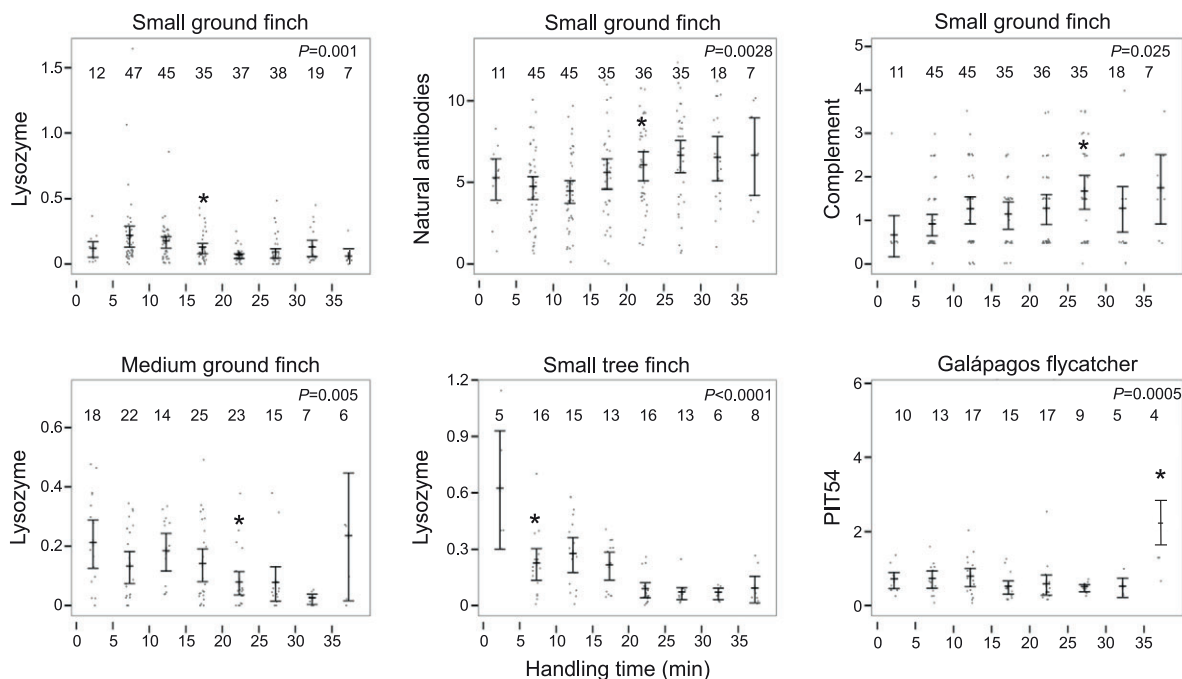 Small ground finch
P=0.001
12 47 45 35 37 38 19 7
1.5
1.0
0.5
0
Lysozyme
0 5 10 15 20 25 30 35
*
Small ground finch
P=0.0028
11 45 45 35 36 35 18 7
10
5
0
Natural antibodies
0 5 10 15 20 25 30 35
*
Small ground finch
P=0.025
11 45 45 35 36 35 18 7
5
4
3
2
1
0
Complement
0 5 10 15 20 25 30 35
*
Medium ground finch
P=0.005
18 22 14 25 23 15 7 6
0.6
0.4
0.2
0
Lysozyme
0 5 10 15 20 25 30 35
*
Small tree finch
P<0.0001
5 16 15 13 16 13 6 8
1.2
0.9
0.6
0.3
0
Lysozyme
0 5 10 15 20 25 30 35
*
Galápagos flycatcher
P=0.0005
10 13 17 15 17 9 5 4
6
4
2
0
PIT54
0 5 10 15 20 25 30 35
*
Handling time (min)